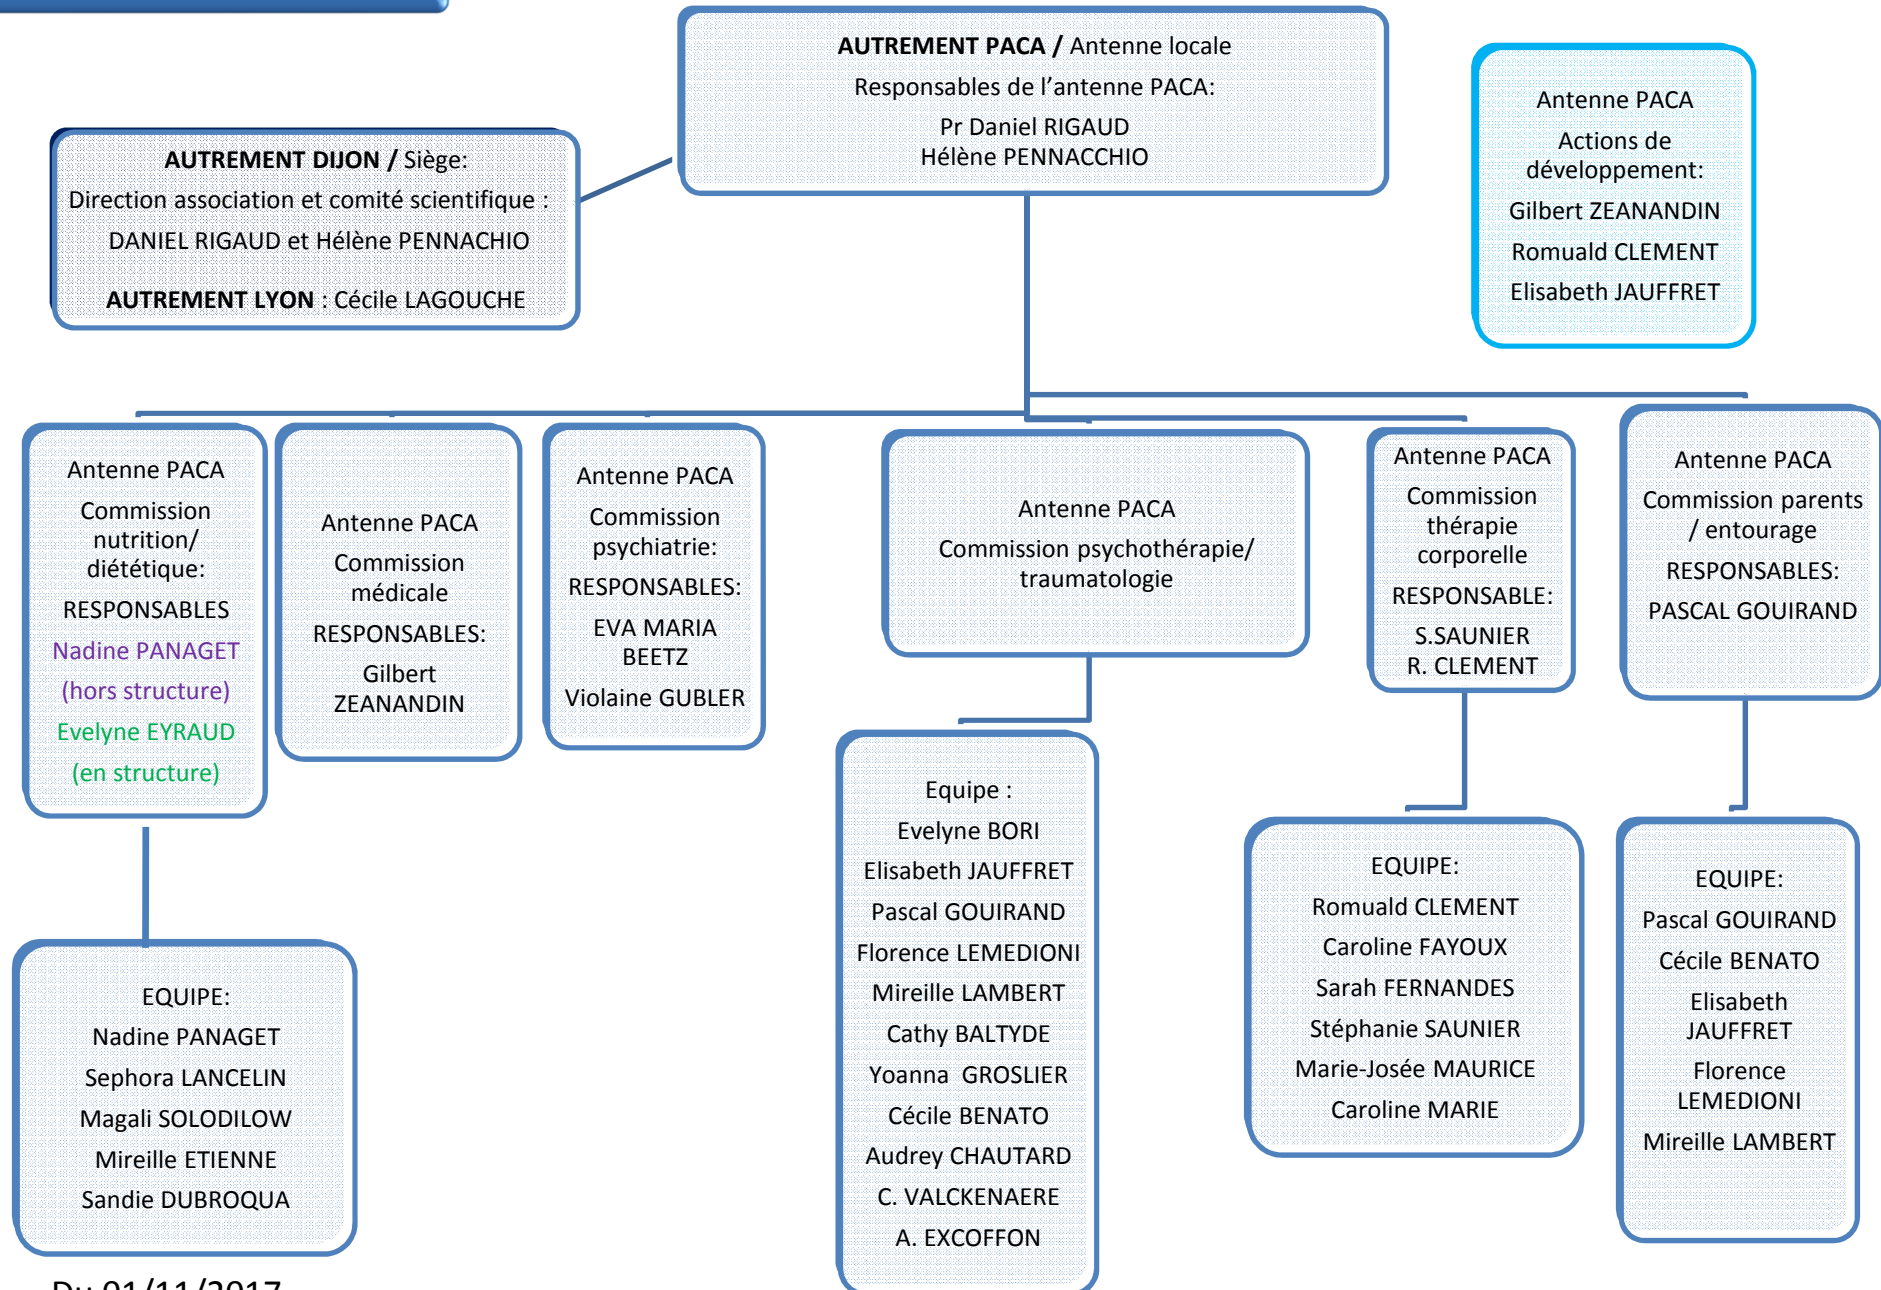 AUTREMENT PACA / Antenne locale
Responsables de l’antenne PACA:
Pr Daniel RIGAUD
Hélène PENNACCHIO
AUTREMENT DIJON / Siège:
Direction association et comité scientifique :
DANIEL RIGAUD et Hélène PENNACHIO
AUTREMENT LYON : Cécile LAGOUCHE
Antenne PACA
Actions de
développement:
Gilbert ZEANANDIN
Romuald CLEMENT
Elisabeth JAUFFRET
Antenne PACA
Commission
nutrition/
diététique:
RESPONSABLES
Nadine PANAGET
(hors structure)
Evelyne EYRAUD
(en structure)
Antenne PACA
Commission
médicale
RESPONSABLES:
Gilbert
ZEANANDIN
Antenne PACA
Commission
psychiatrie:
RESPONSABLES:
EVA MARIA
BEETZ
Violaine GUBLER
Antenne PACA
Commission psychothérapie/
traumatologie
Antenne PACA
Commission
thérapie
corporelle
RESPONSABLE:
S.SAUNIER
R. CLEMENT
Antenne PACA
Commission parents
/ entourage
RESPONSABLES:
PASCAL GOUIRAND
EQUIPE:
Nadine PANAGET
Sephora LANCELIN
Magali SOLODILOW
Mireille ETIENNE
Sandie DUBROQUA
Equipe :
Evelyne BORI
Elisabeth JAUFFRET
Pascal GOUIRAND
Florence LEMEDIONI
Mireille LAMBERT
Cathy BALTYDE
Yoanna GROSLIER
Cécile BENATO
Audrey CHAUTARD
C. VALCKENAERE
A. EXCOFFON
EQUIPE:
Romuald CLEMENT
Caroline FAYOUX
Sarah FERNANDES
Stéphanie SAUNIER
Marie-Josée MAURICE
Caroline MARIE
EQUIPE:
Pascal GOUIRAND
Cécile BENATO
Elisabeth
JAUFFRET
Florence
LEMEDIONI
Mireille LAMBERT
Du 01/11/2017